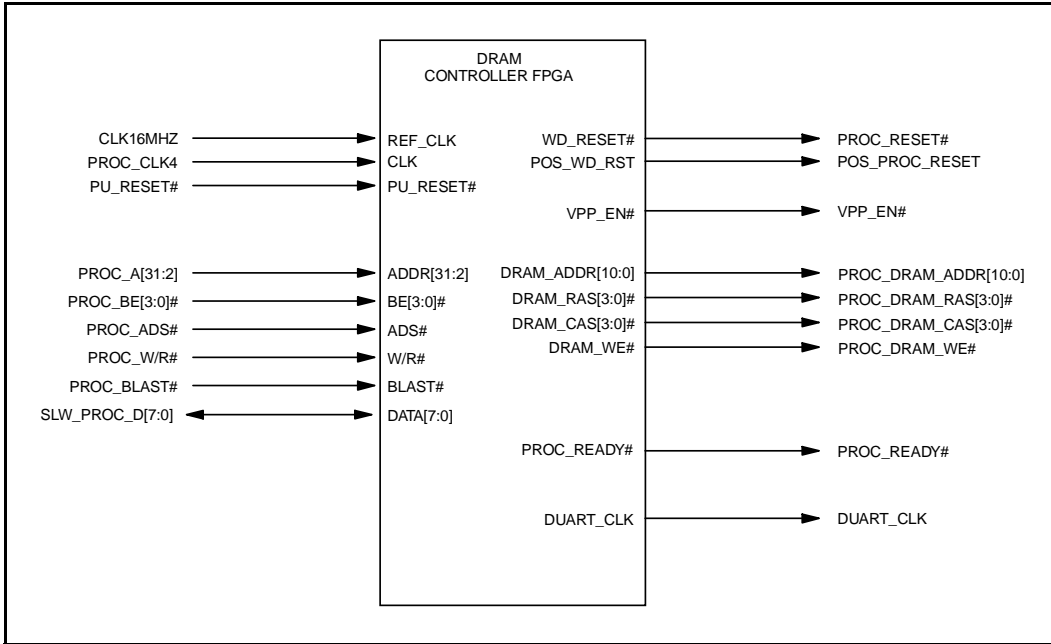 DRAM
CONTROLLER FPGA
CLK16MHZ REF_CLK WD_RESET# PROC_RESET#
PROC_CLK4 CLK POS_WD_RST POS_PROC_RESET
PU_RESET# PU_RESET#
VPP_EN# VPP_EN#
PROC_A[31:2] ADDR[31:2] DRAM_ADDR[10:0] PROC_DRAM_ADDR[10:0]
PROC_BE[3:0]# BE[3:0]# DRAM_RAS[3:0]# PROC_DRAM_RAS[3:0]#
PROC_ADS# ADS# DRAM_CAS[3:0]# PROC_DRAM_CAS[3:0]#
PROC_W/R# W/R# DRAM_WE# PROC_DRAM_WE#
PROC_BLAST# BLAST#
SLW_PROC_D[7:0] DATA[7:0]
PROC_READY# PROC_READY#
DUART_CLK DUART_CLK